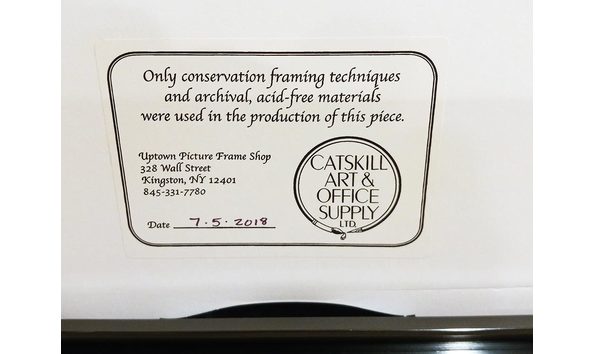 Only conservation framing techniques
and archival, acid-free materials
were used in the production of this piece.
Uptown Picture Frame Shop
328 Wall Street
Kingston, NY 12401
845-331-7780
Date 7·5·2018
CATSKILL
ART &
OFFICE
SUPPLY
LTD.